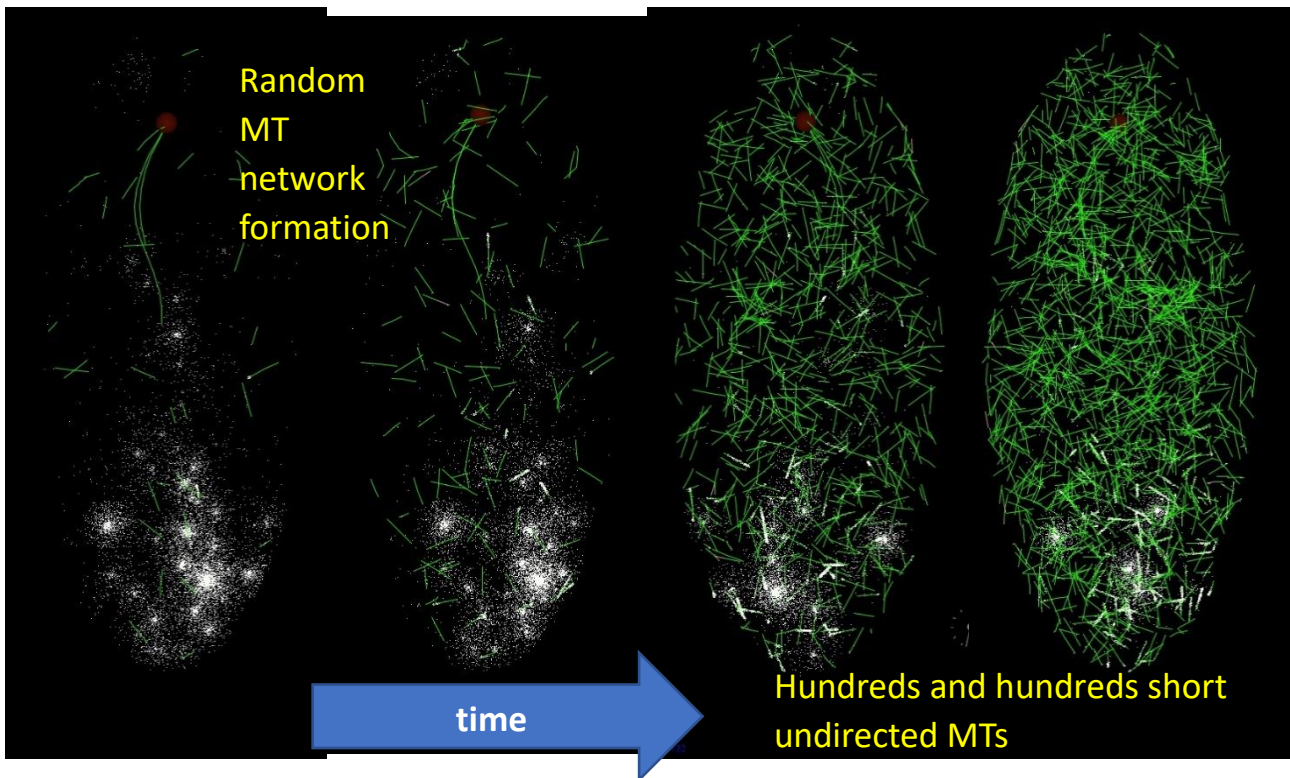 Random
MT
network
formation
time
Hundreds and hundreds short
undirected MTs